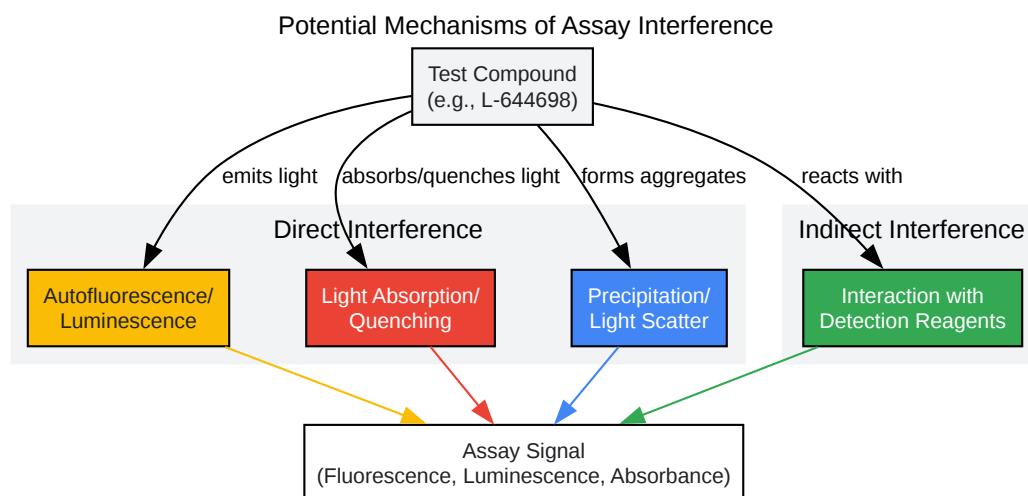 Potential Mechanisms of Assay Interference
Test Compound
(e.g., L-644698)
emits light
absorbs/quenches light
forms aggregates
reacts with
Direct Interference
Indirect Interference
Autofluorescence/
Luminescence
Light Absorption/
Quenching
Precipitation/
Light Scatter
Interaction with
Detection Reagents
Assay Signal
(Fluorescence, Luminescence, Absorbance)